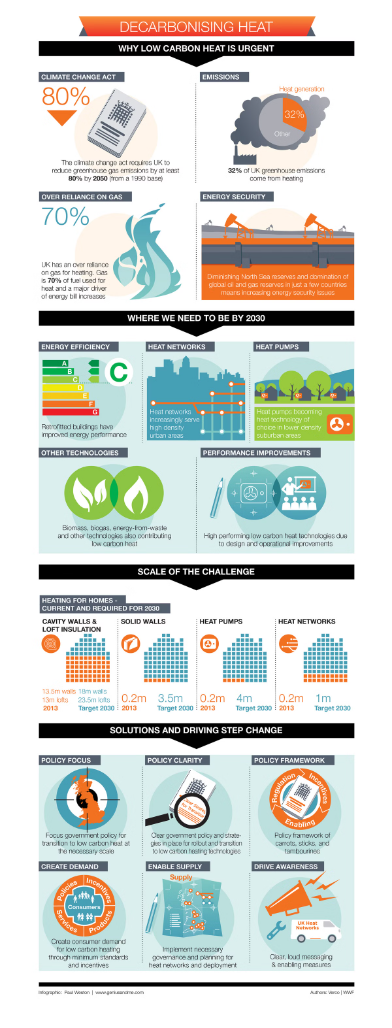 DECARBONISING HEAT
WHY LOW CARBON HEAT IS URGENT
CLIMATE CHANGE ACT
80%
The climate change act requires UK to
reduce greenhouse gas emissions by at least
80% by 2050 (from a 1990 base)
EMISSIONS
Heat generation
32%
Other
32% of UK greenhouse emissions
come from heating
OVER RELIANCE ON GAS
70%
UK has an over reliance
on gas for heating. Gas
is 70% of fuel used for
heat and a major driver
of energy bill increases
ENERGY SECURITY
Diminishing North Sea reserves and domination of
global oil and gas reserves in just a few countries
means increasing energy security issues
WHERE WE NEED TO BE BY 2030
ENERGY EFFICIENCY
A
B
C
D
E
F
G
C
Retrofitted buildings have
improved energy performance
HEAT NETWORKS
Heat networks
increasingly serve
high density
urban areas
HEAT PUMPS
Heat pumps becoming
heat technology of
choice in lower density
suburban areas
OTHER TECHNOLOGIES
Biomass, biogas, energy-from-waste
and other technologies also contributing
low carbon heat
PERFORMANCE IMPROVEMENTS
High performing low carbon heat technologies due
to design and operational improvements
SCALE OF THE CHALLENGE
HEATING FOR HOMES -
CURRENT AND REQUIRED FOR 2030
CAVITY WALLS &
LOFT INSULATION
13.5m walls 18m walls
13m lofts 23.5m lofts
2013 Target 2030
SOLID WALLS
0.2m 3.5m
2013 Target 2030
HEAT PUMPS
0.2m 4m
2013 Target 2030
HEAT NETWORKS
0.2m 1m
2013 Target 2030
SOLUTIONS AND DRIVING STEP CHANGE
POLICY FOCUS
Focus government policy for
transition to low carbon heat at
the necessary scale
POLICY CLARITY
Clear government policy and strate-
gies in place for rollout and transition
to low carbon heating technologies
POLICY FRAMEWORK
Regulation
Incentives
Enabling
Policy framework of
carrots, sticks, and
tambourines
CREATE DEMAND
Policies
Incentives
Consumers
Services
Products
Create consumer demand
for low carbon heating
through minimum standards
and incentives
ENABLE SUPPLY
Supply
Implement necessary
governance and planning for
heat networks and deployment
DRIVE AWARENESS
UK Heat
Networks
Clear, loud messaging
& enabling measures
Infographic: Paul Weston | www.geniusandme.com
Authors: Verco | WWF